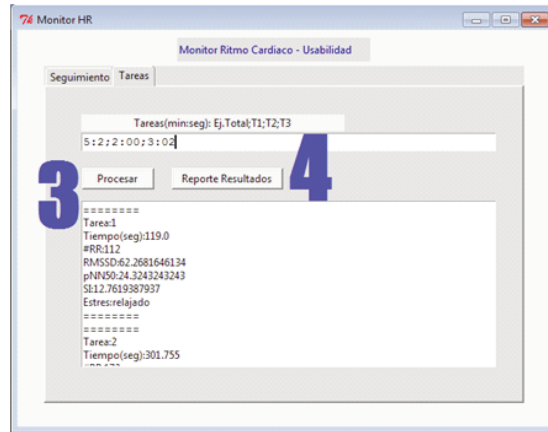 Monitor HR
Monitor Ritmo Cardiaco - Usabilidad
Seguimiento Tareas
Tareas(min:seg): Ej.Total;T1;T2;T3
5:2;2:00;3:02
3 Procesar Reporte Resultados 4
========
Tarea:1
Tiempo(seg):119.0
#RR:112
RMSSD:62.2681646134
pNN50:24.3243243243
SI:12.7619387937
Estres:relajado
========
========
Tarea:2
Tiempo(seg):301.755